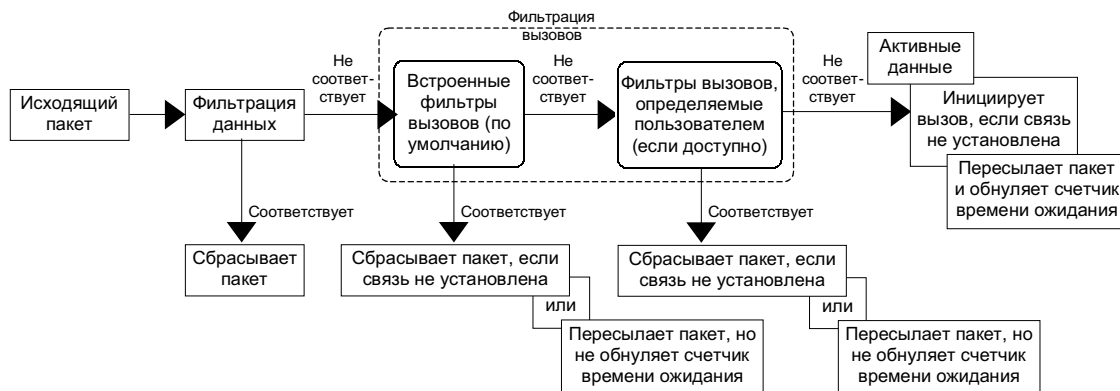 Фильтрация
вызовов
Исходящий
пакет
Фильтрация
данных
Не
соответ-
ствует
Встроенные
фильтры
вызовов (по
умолчанию)
Не
соответ-
ствует
Фильтры вызовов,
определяемые
пользователем
(если доступно)
Не
соответ-
ствует
Активные
данные
Инициирует
вызов, если связь
не установлена
Пересылает пакет
и обнуляет счетчик
времени ожидания
Соответствует
Сбрасывает
пакет
Соответствует
Сбрасывает пакет, если
связь не установлена
или
Пересылает пакет, но
не обнуляет счетчик
времени ожидания
Соответствует
Сбрасывает пакет, если
связь не установлена
или
Пересылает пакет, но
не обнуляет счетчик
времени ожидания